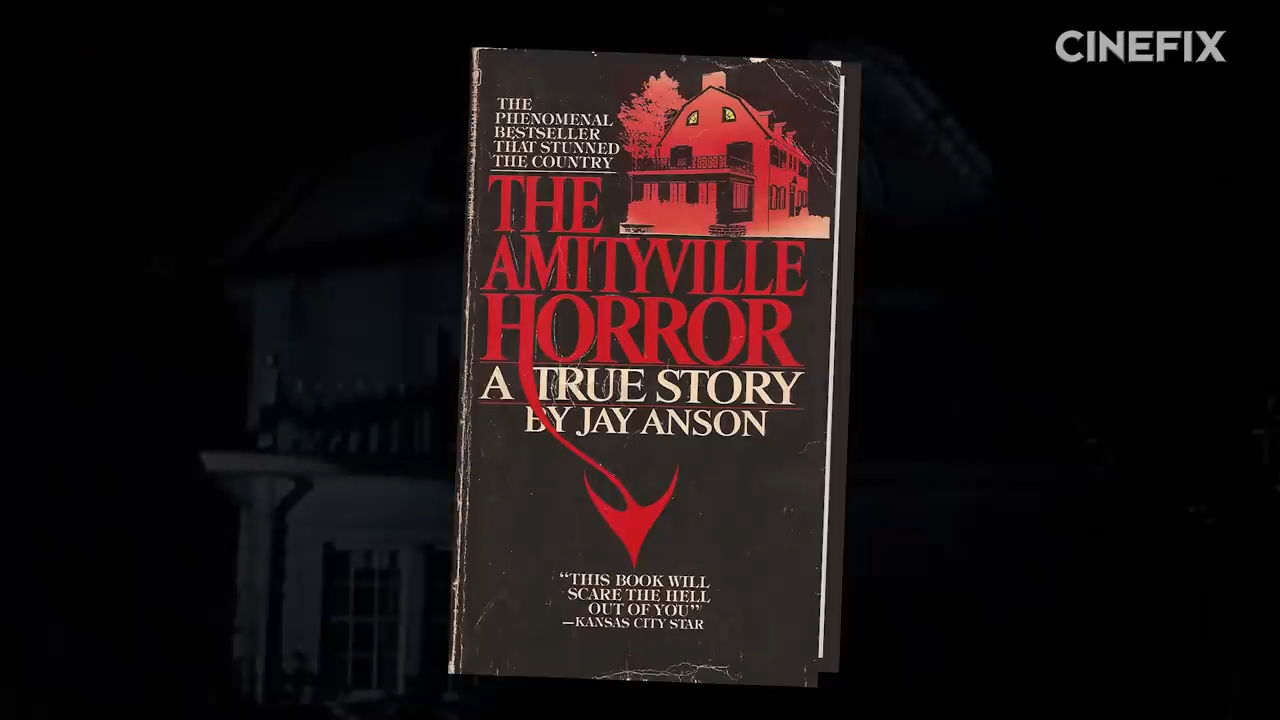 CINEFIX
THE
PHENOMENAL
BESTSELLER
THAT STUNNED
THE COUNTRY
THE
AMITYVILLE
HORROR
A TRUE STORY
BY JAY ANSON
“THIS BOOK WILL
SCARE THE HELL
OUT OF YOU”
—KANSAS CITY STAR